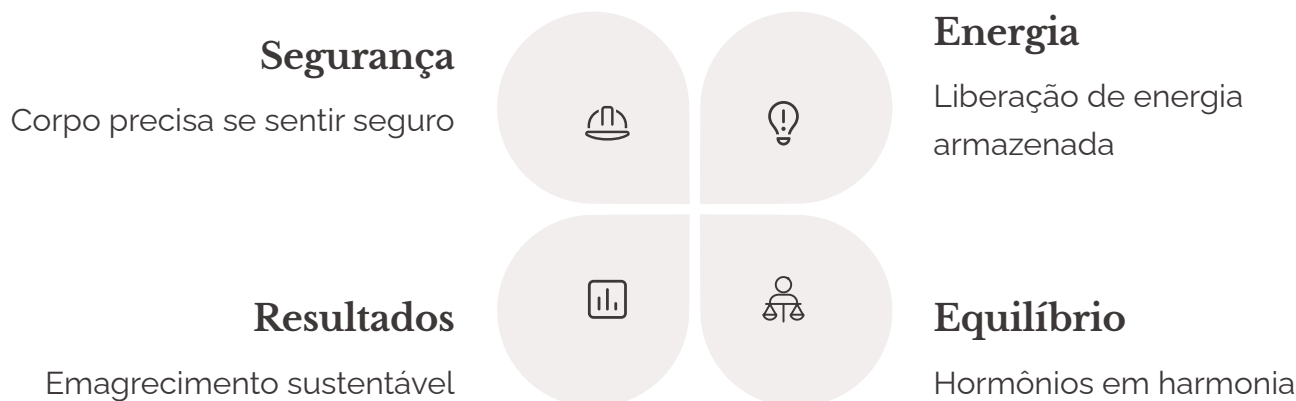 Segurança
Corpo precisa se sentir seguro
Energia
Liberação de energia
armazenada
Resultados
Emagrecimento sustentável
Equilíbrio
Hormônios em harmonia